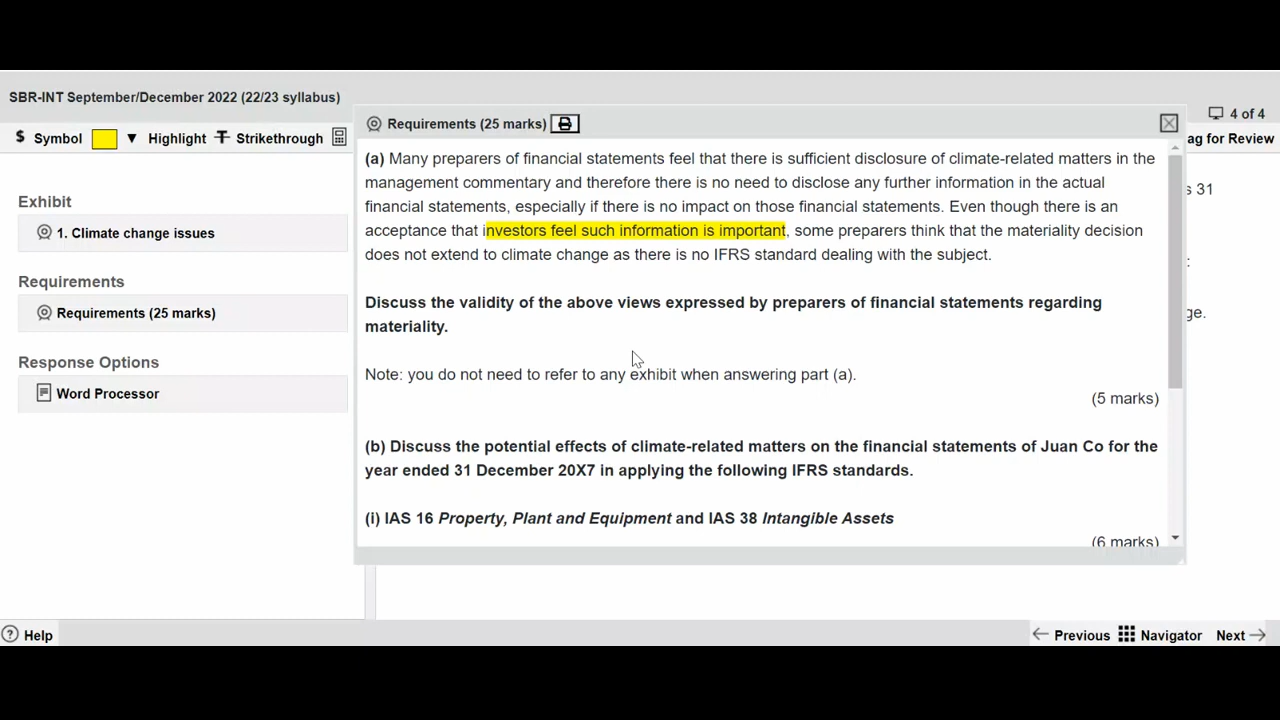 SBR-INT September/December 2022 (22/23 syllabus)
4 of 4
$ Symbol ▼ Highlight T Strikethrough
ag for Review
Exhibit
1. Climate change issues
Requirements
Requirements (25 marks)
Response Options
Word Processor
Requirements (25 marks)
(a) Many preparers of financial statements feel that there is sufficient disclosure of climate-related matters in the
management commentary and therefore there is no need to disclose any further information in the actual
financial statements, especially if there is no impact on those financial statements. Even though there is an
acceptance that investors feel such information is important, some preparers think that the materiality decision
does not extend to climate change as there is no IFRS standard dealing with the subject.
Discuss the validity of the above views expressed by preparers of financial statements regarding
materiality.
Note: you do not need to refer to any exhibit when answering part (a).
(5 marks)
(b) Discuss the potential effects of climate-related matters on the financial statements of Juan Co for the
year ended 31 December 20X7 in applying the following IFRS standards.
(i) IAS 16 Property, Plant and Equipment and IAS 38 Intangible Assets
(6 marks)
s 31
:
ge.
? Help
Previous Navigator Next